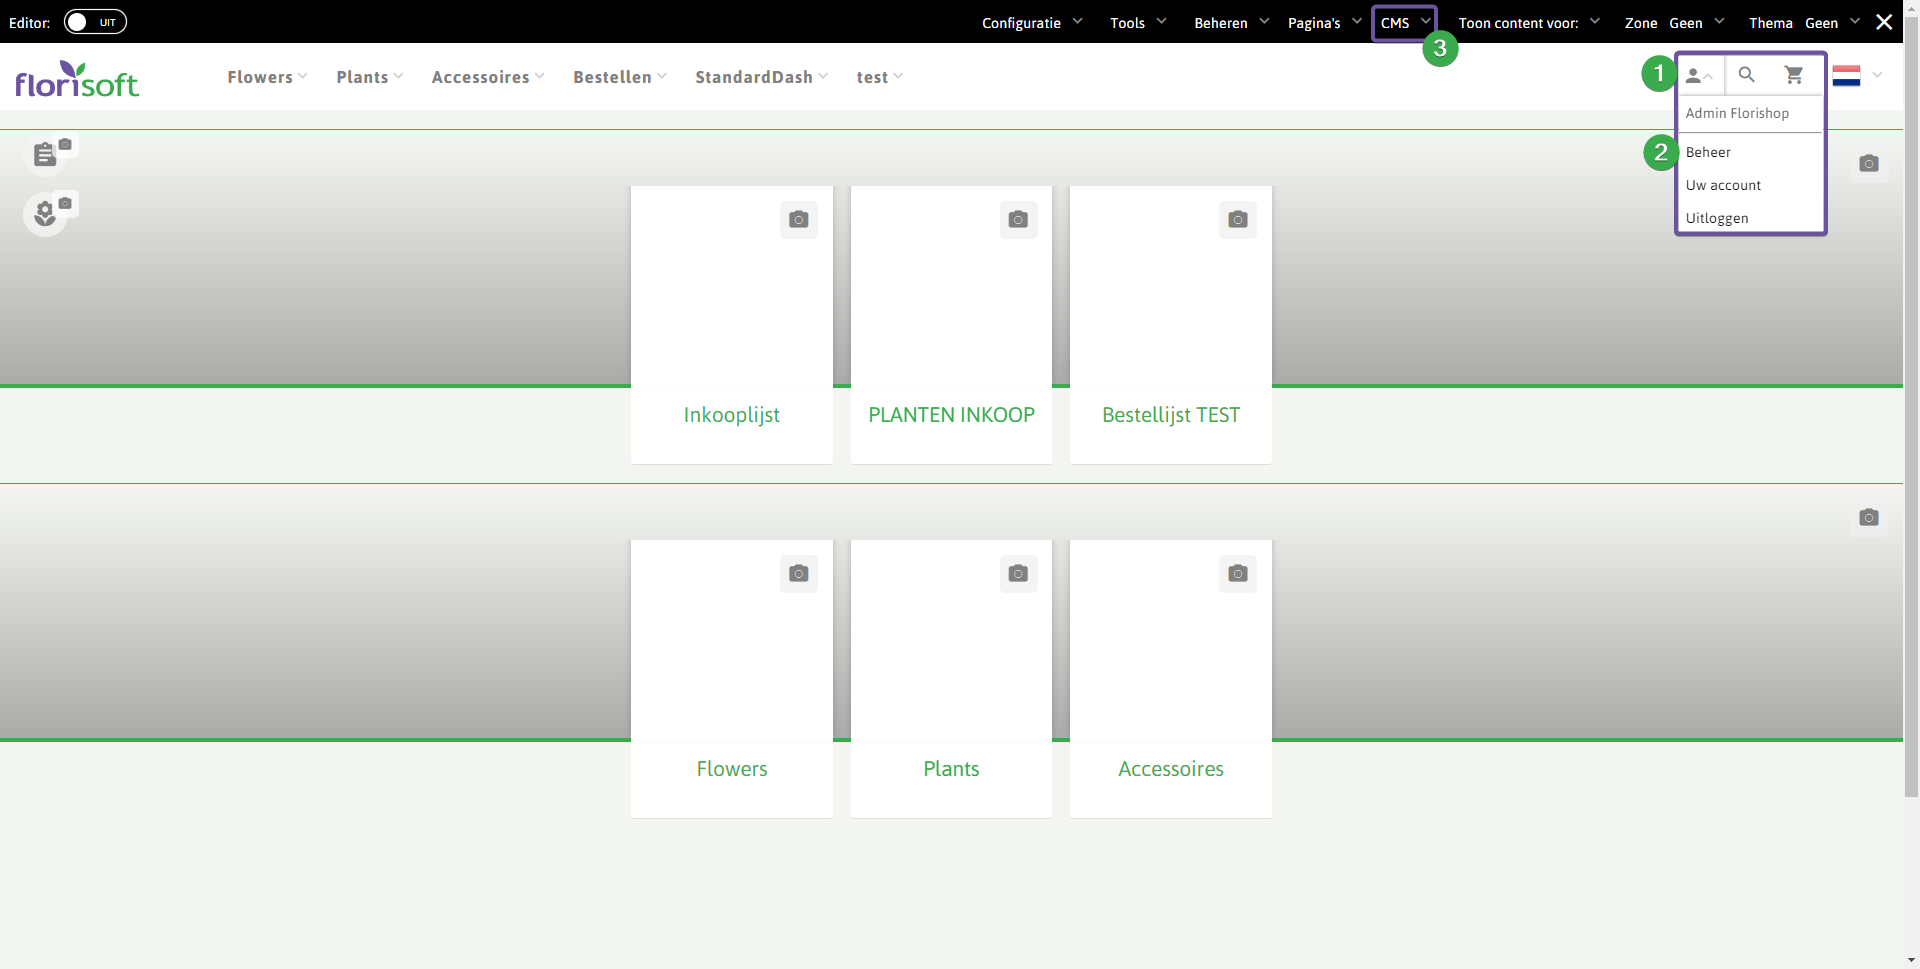 Editor: UIT Configuratie Tools Beheren Pagina's CMS Toon content voor: Zone Geen Thema Geen
3
florisoft Flowers Plants Accessoires Bestellen StandardDash test 1
Admin Florishop
2 Beheer
Uw account
Uitloggen
Inkooplijst PLANTEN INKOOP Bestellijst TEST
Flowers Plants Accessoires